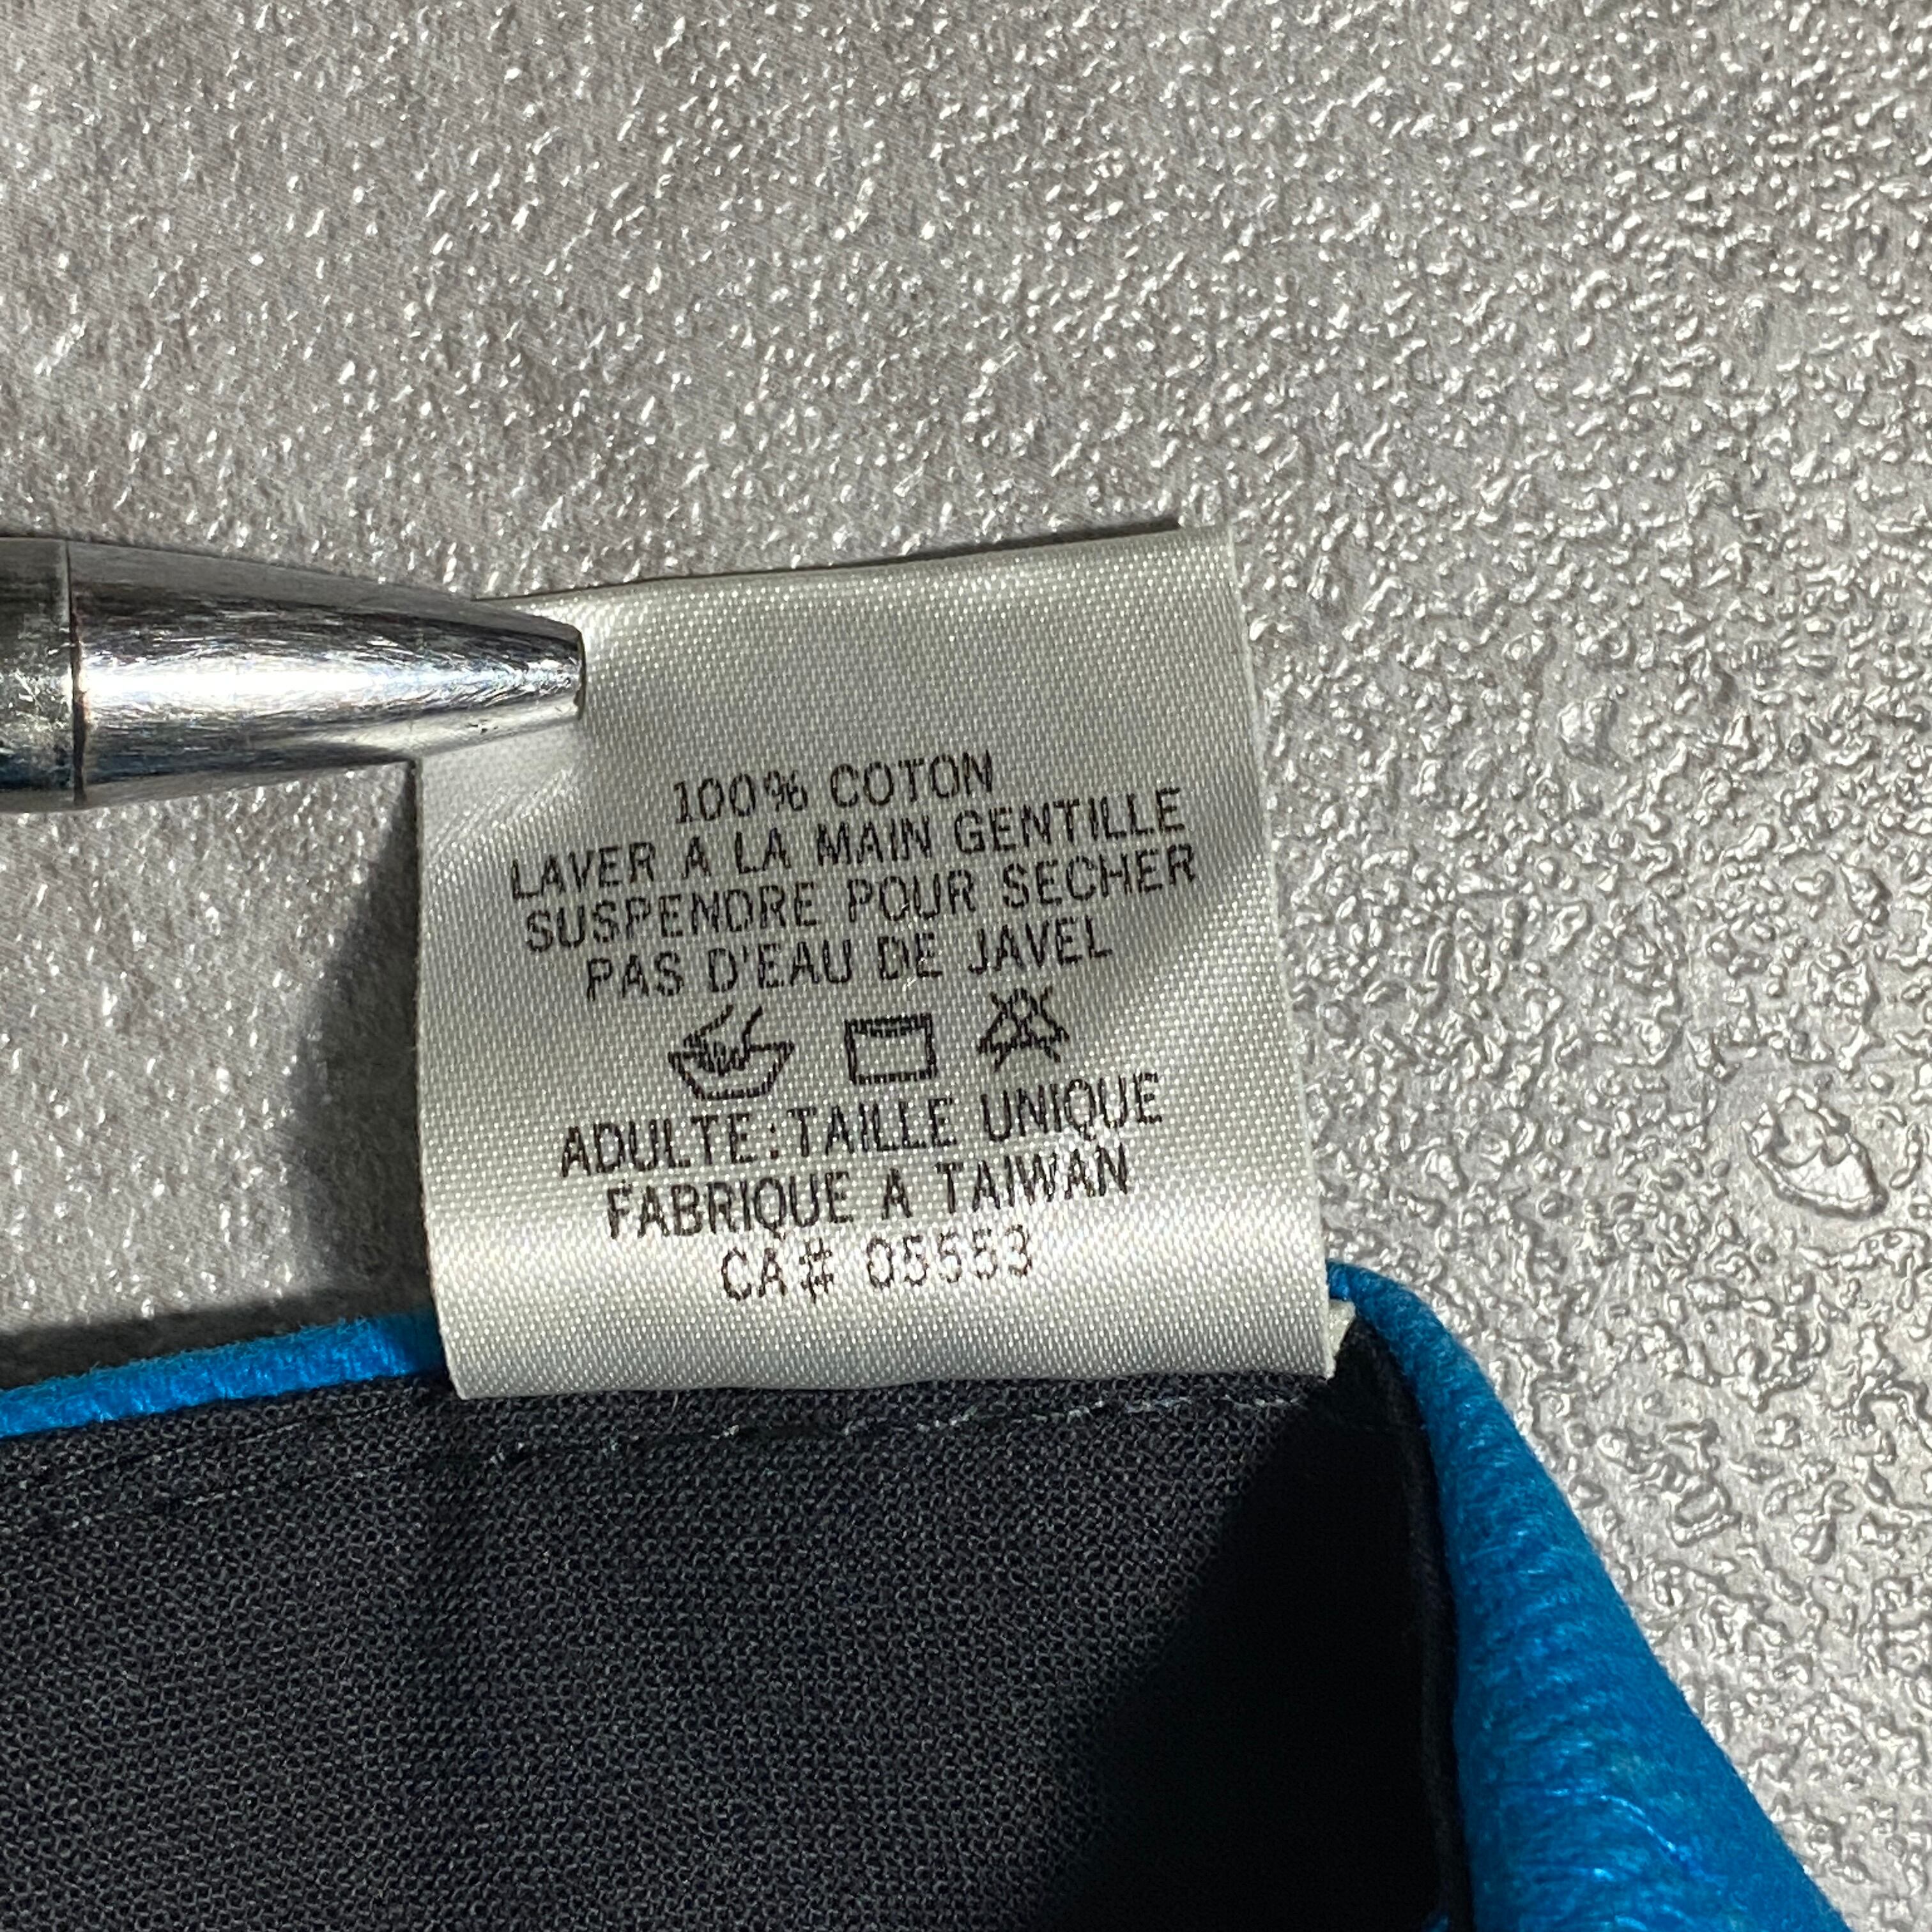 100% COTON
LAVER A LA MAIN GENTILLE
SUSPENDRE POUR SECHER
PAS D'EAU DE JAVEL
ADULTE:TAILLE UNIQUE
FABRIQUE A TAIWAN
CA# 05553